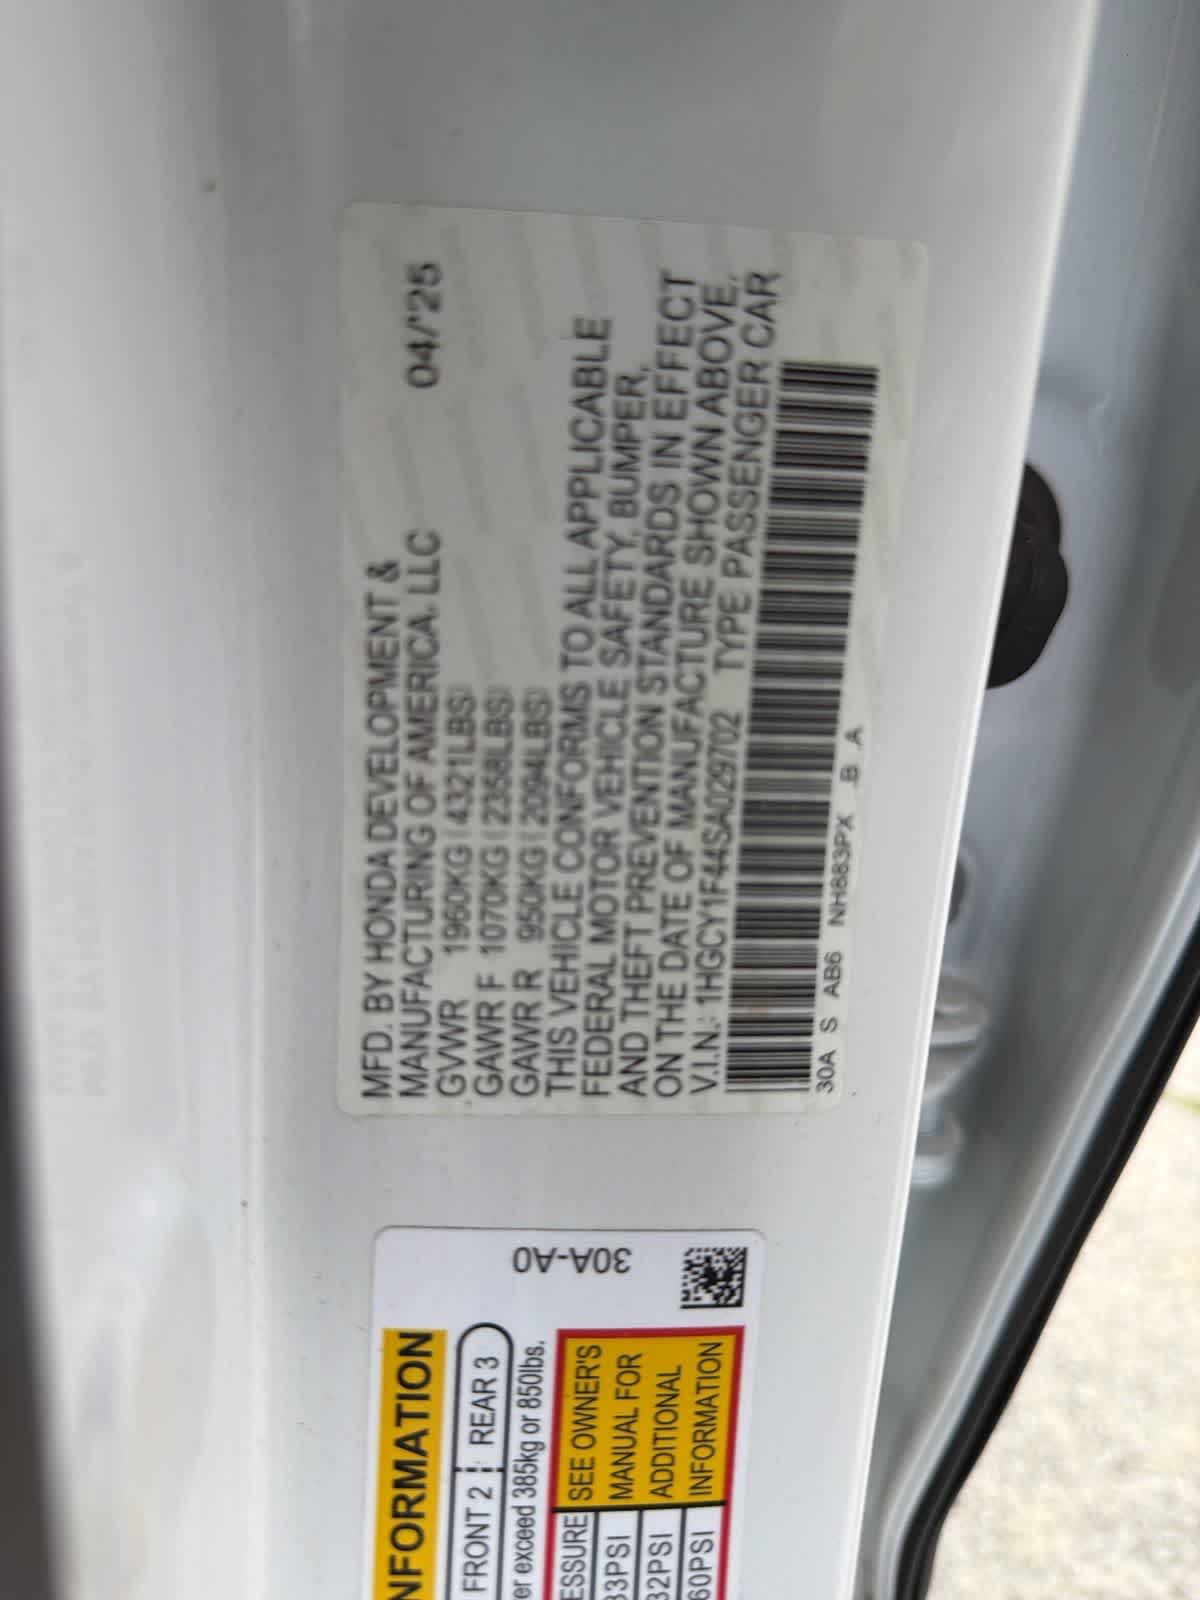 MFD. BY HONDA DEVELOPMENT &
MANUFACTURING OF AMERICA, LLC 04/'25
GVWR 1960KG (4321LBS)
GAWR F 1070KG (2358LBS)
GAWR R 950KG (2094LBS)
THIS VEHICLE CONFORMS TO ALL APPLICABLE
FEDERAL MOTOR VEHICLE SAFETY, BUMPER,
AND THEFT PREVENTION STANDARDS IN EFFECT
ON THE DATE OF MANUFACTURE SHOWN ABOVE.
V.I.N.: 1HGCY1F44SA029702 TYPE PASSENGER CAR
30A S AB6 NH883PX B A
30A-A0
NFORMATION
FRONT 2 REAR 3
er exceed 385kg or 850lbs.
ESSURE SEE OWNER'S
33PSI MANUAL FOR
32PSI ADDITIONAL
60PSI INFORMATION